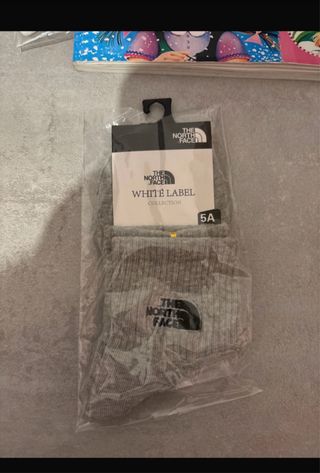 THE
NORTH
FACE
THE
NORTH
FACE
WHITE LABEL
COLLECTION
5A
THE
NORTH
FACE